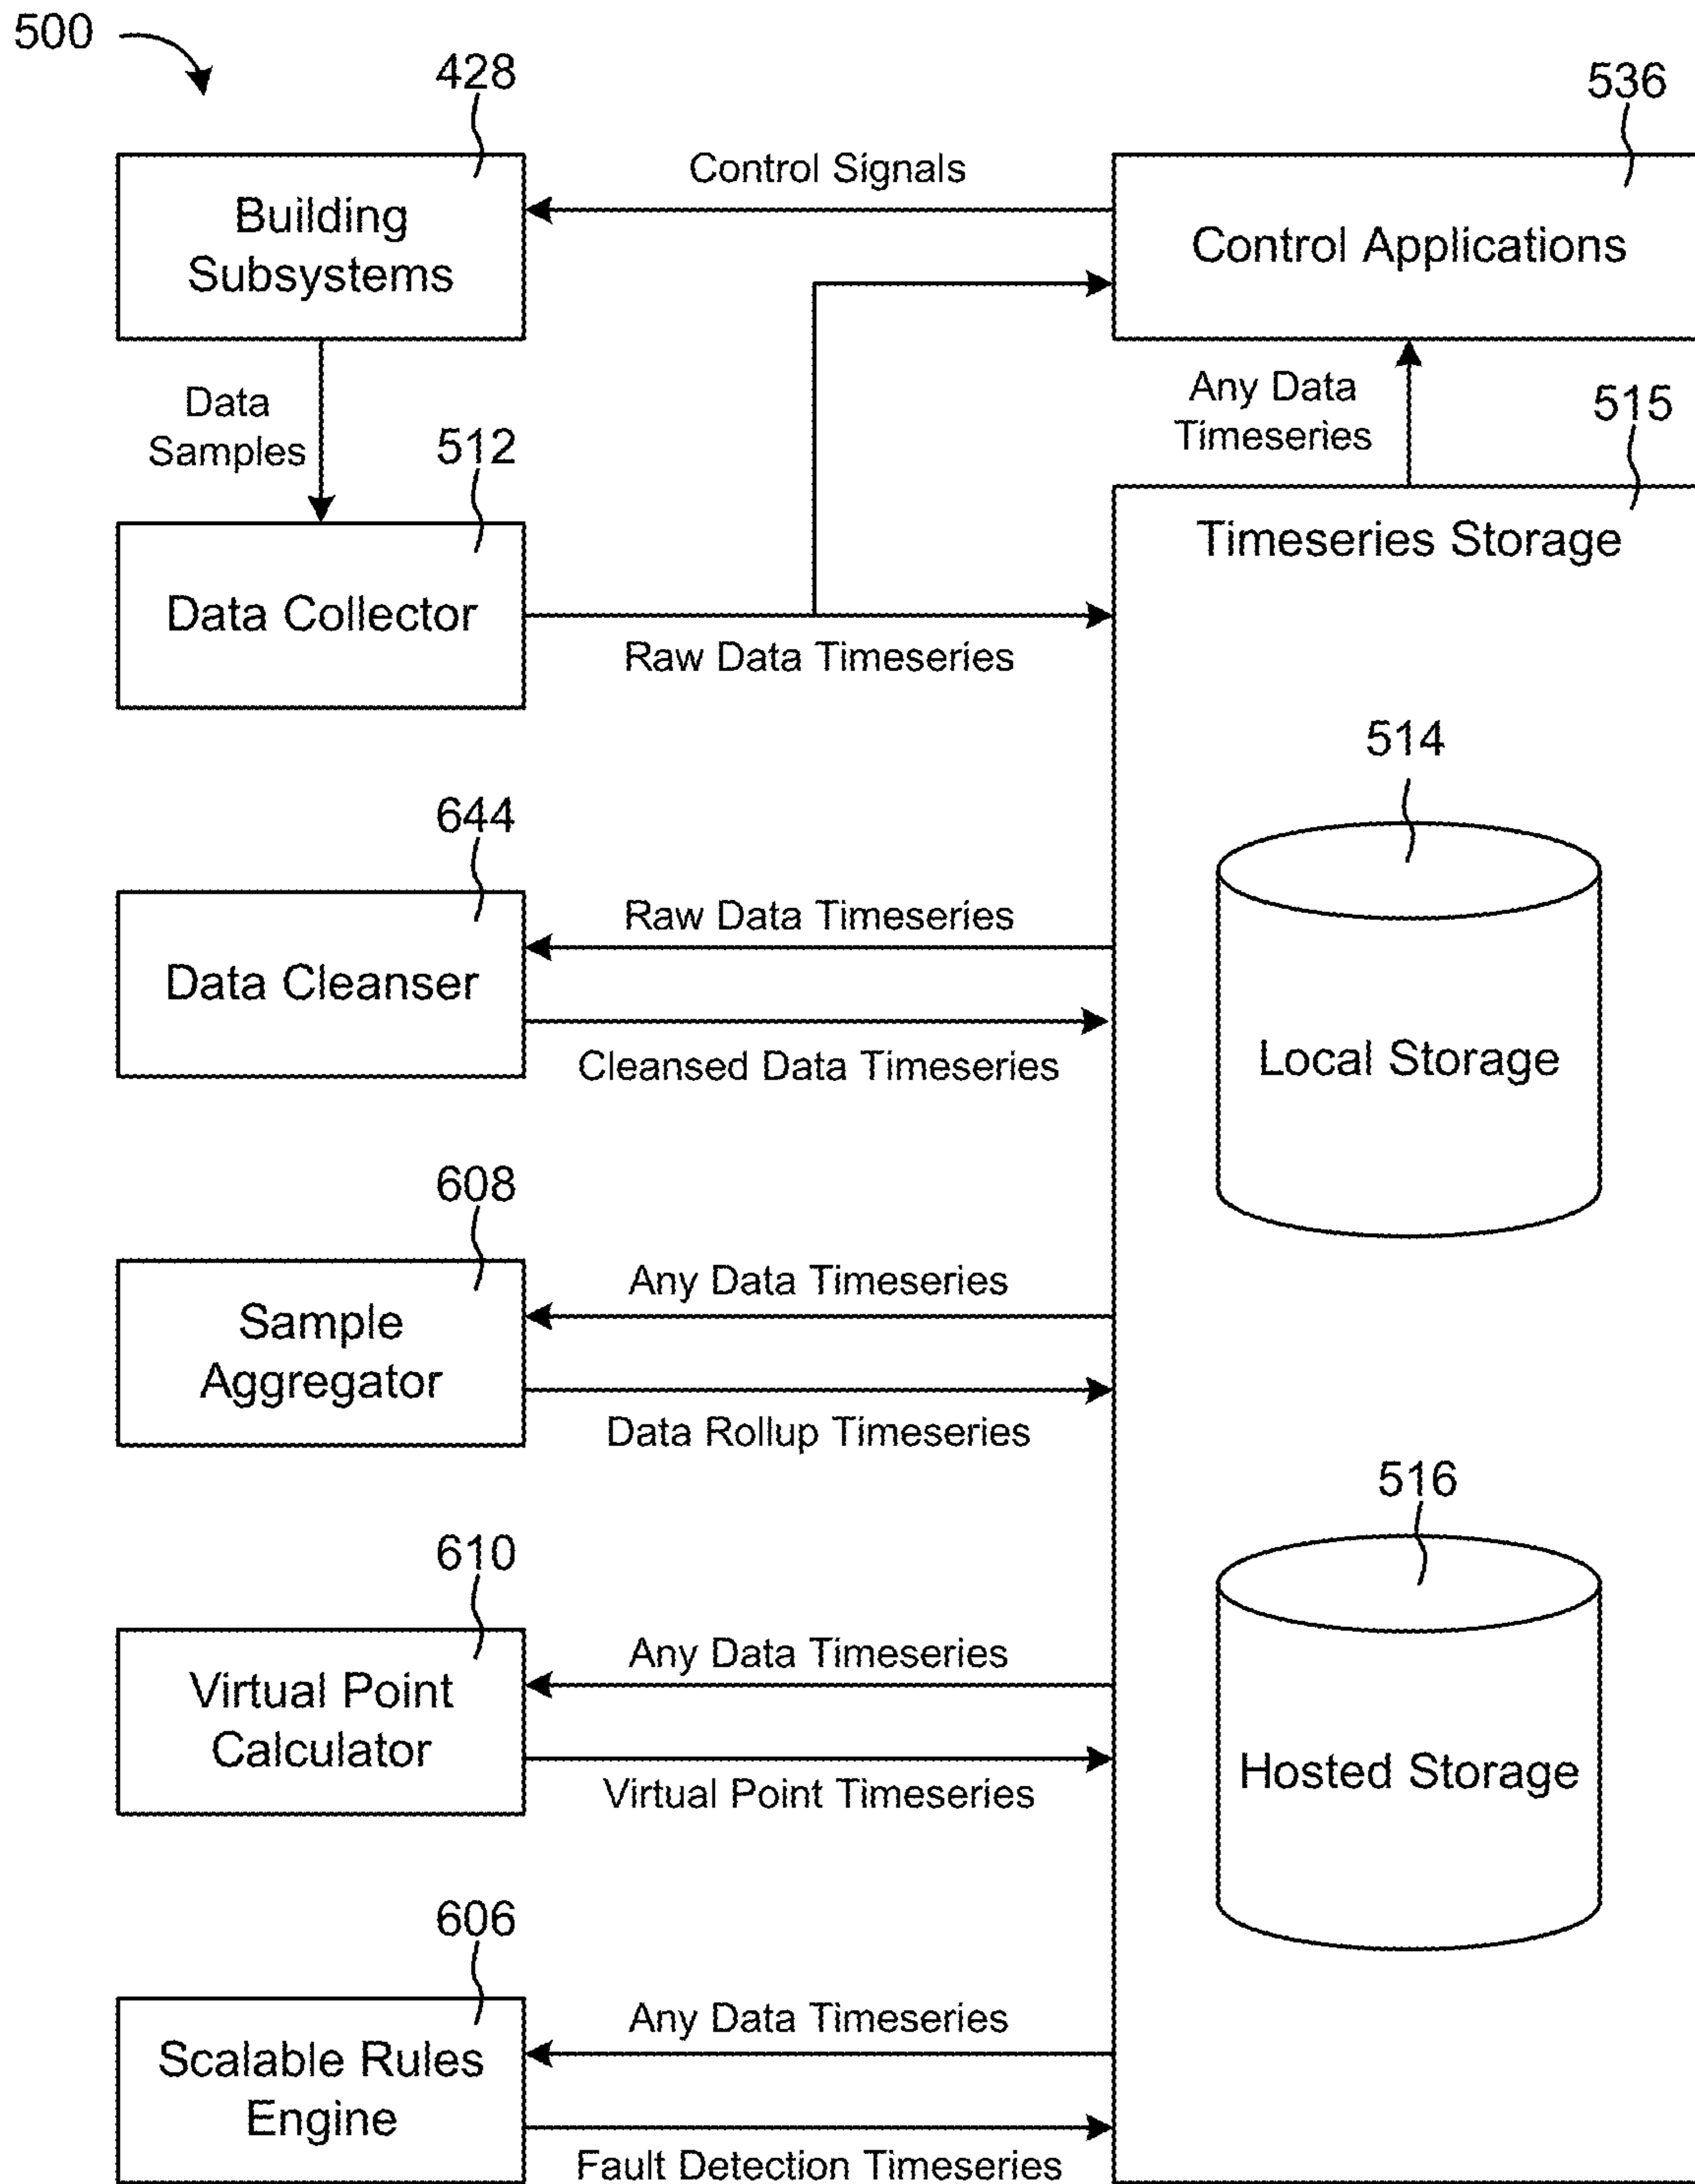 500
428
536
Control Signals
Building
Subsystems
Control Applications
Data
Samples
Any Data
Timeseries
515
512
Timeseries Storage
Data Collector
Raw Data Timeseries
514
644
Raw Data Timeseries
Data Cleanser
Cleansed Data Timeseries
Local Storage
608
Any Data Timeseries
Sample
Aggregator
Data Rollup Timeseries
516
610
Any Data Timeseries
Virtual Point
Calculator
Virtual Point Timeseries
Hosted Storage
606
Any Data Timeseries
Scalable Rules
Engine
Fault Detection Timeseries